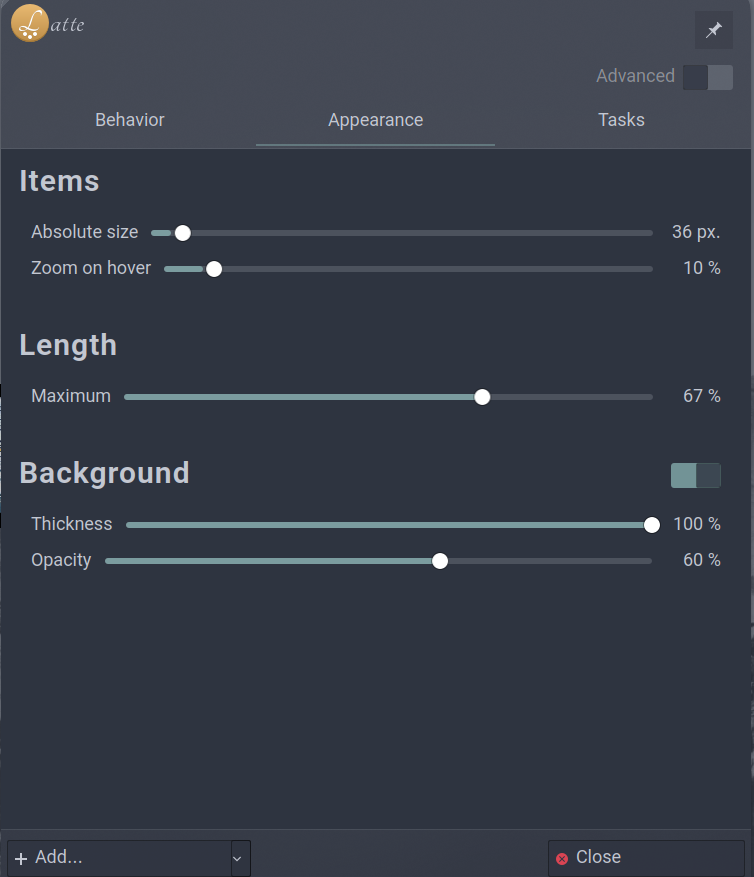 Latte
Advanced
Behavior Appearance Tasks
Items
Absolute size 36 px.
Zoom on hover 10 %
Length
Maximum 67 %
Background
Thickness 100 %
Opacity 60 %
Add... Close